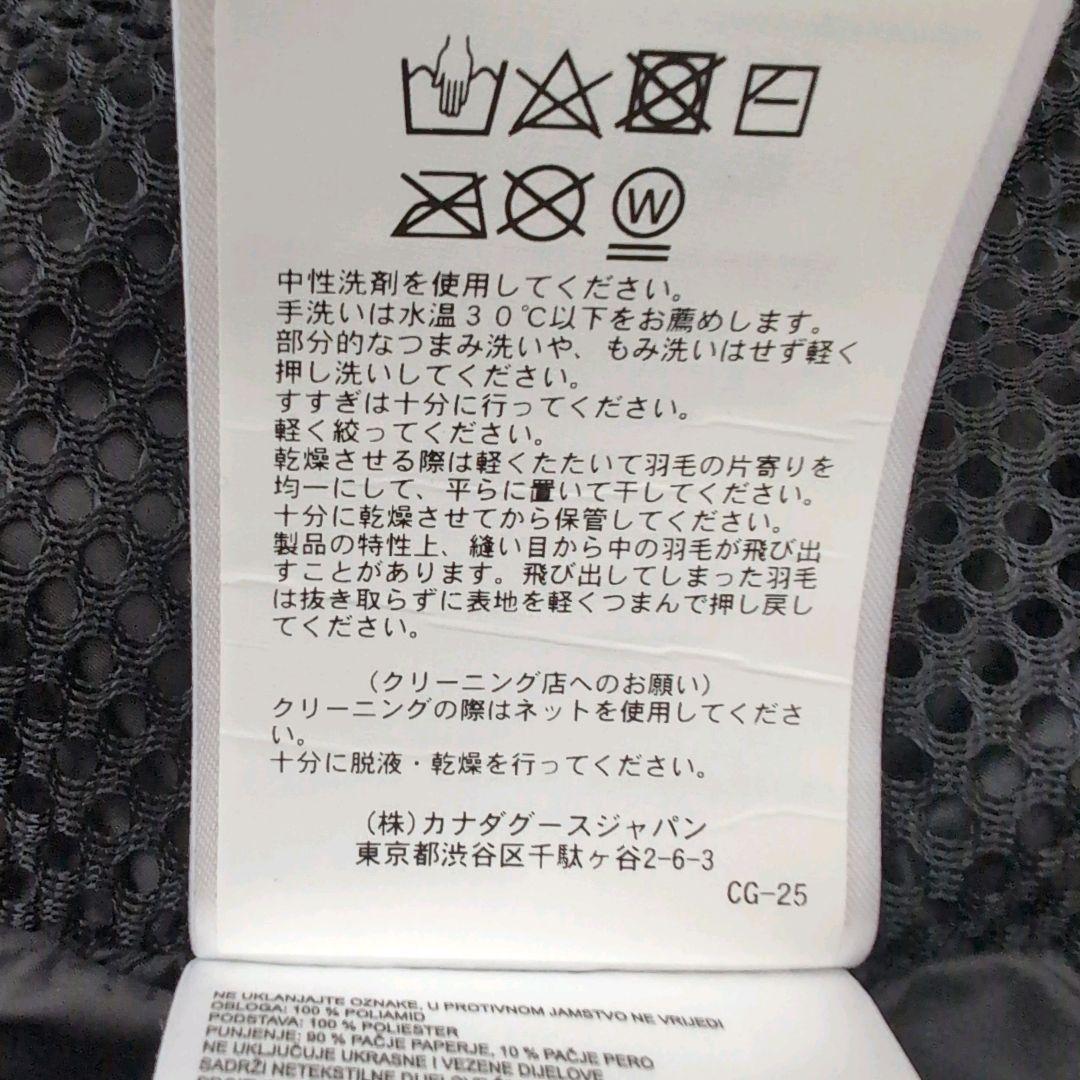 W
中性洗剤を使用してください。
手洗いは水温30℃以下をお薦めします。
部分的なつまみ洗いや、もみ洗いはせず軽く
押し洗いしてください。
すすぎは十分に行ってください。
軽く絞ってください。
乾燥させる際は軽くたたいて羽毛の片寄りを
均一にして、平らに置いて干してください。
十分に乾燥させてから保管してください。
製品の特性上、縫い目から中の羽毛が飛び出
すことがあります。飛び出してしまった羽毛
は抜き取らずに表地を軽くつまんで押し戻し
てください。
(クリーニング店へのお願い)
クリーニングの際はネットを使用してくださ
い。
十分に脱液・乾燥を行ってください。
(株)カナダグースジャパン
東京都渋谷区千駄ヶ谷2-6-3
CG-25
NE UKLANJAJTE OZNAKE, U PROTIVNOM JAMSTVO NE VRIJEDI
OBLOGA: 100 % POLIAMID
PODSTAVA: 100 % POLIESTER
PUNJENJE: 90 % PAČJE PAPERJE, 10 % PAČJE PERO
NE UKLJUČUJE UKRASNE I VEZENE DIJELOVE
SADRŽI NETEKSTILNE DIJELOVE